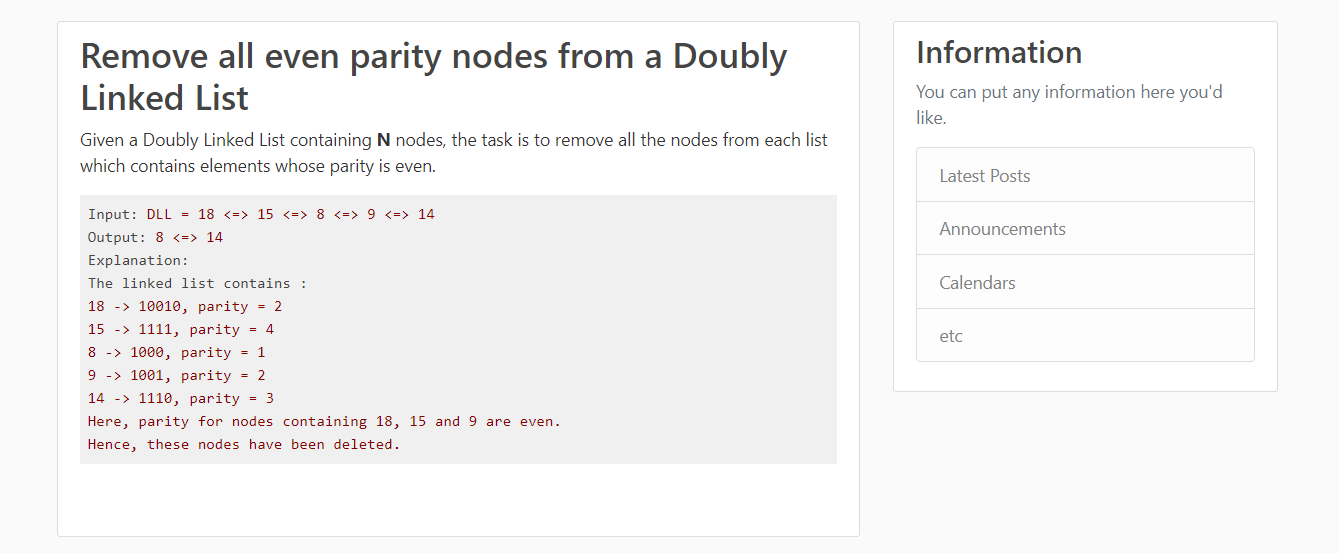 Remove all even parity nodes from a Doubly
Linked List
Given a Doubly Linked List containing N nodes, the task is to remove all the nodes from each list
which contains elements whose parity is even.
Input: DLL = 18 <=> 15 <=> 8 <=> 9 <=> 14
Output: 8 <=> 14
Explanation:
The linked list contains :
18 -> 10010, parity = 2
15 -> 1111, parity = 4
8 -> 1000, parity = 1
9 -> 1001, parity = 2
14 -> 1110, parity = 3
Here, parity for nodes containing 18, 15 and 9 are even.
Hence, these nodes have been deleted.
Information
You can put any information here you'd
like.
Latest Posts
Announcements
Calendars
etc